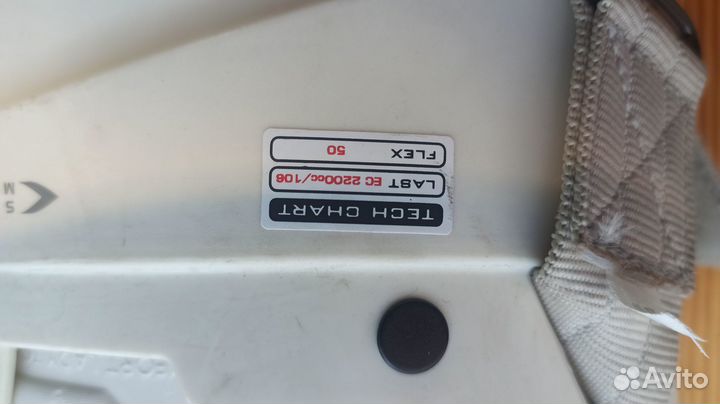 TECH CHART
LAST EC 2200cc/106
FLEX 50
S
M
Avito